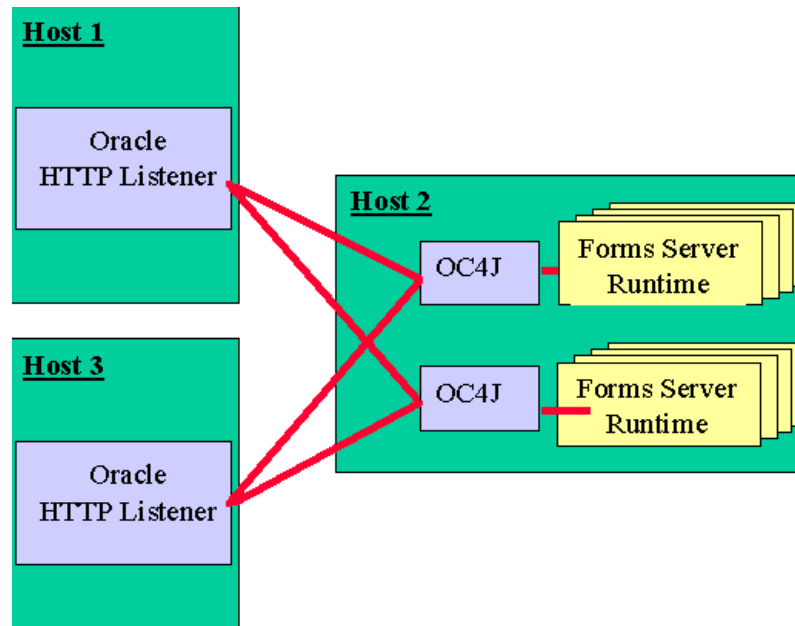 Host 1
Oracle
HTTP Listener
Host 2
OC4J
Forms Server
Runtime
OC4J
Forms Server
Runtime
Host 3
Oracle
HTTP Listener